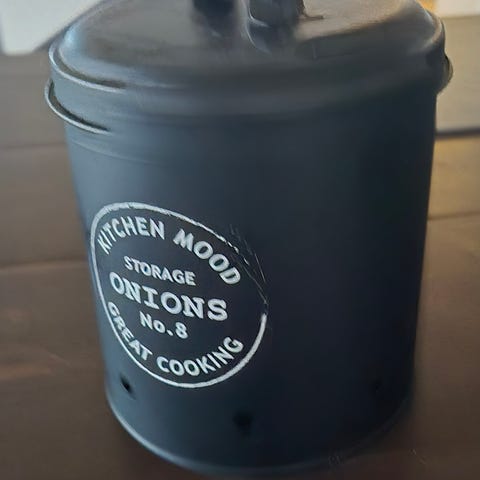 KITCHEN MOOD
STORAGE
ONIONS
No.8
GREAT COOKING